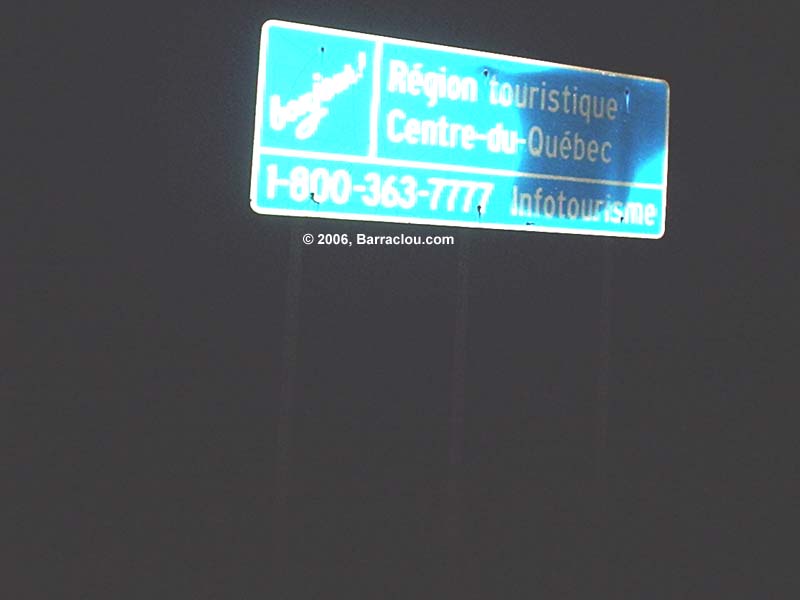 bonjour!
Région touristique
Centre-du-Québec
1-800-363-7777 Infotourisme
© 2006, Barraclou.com